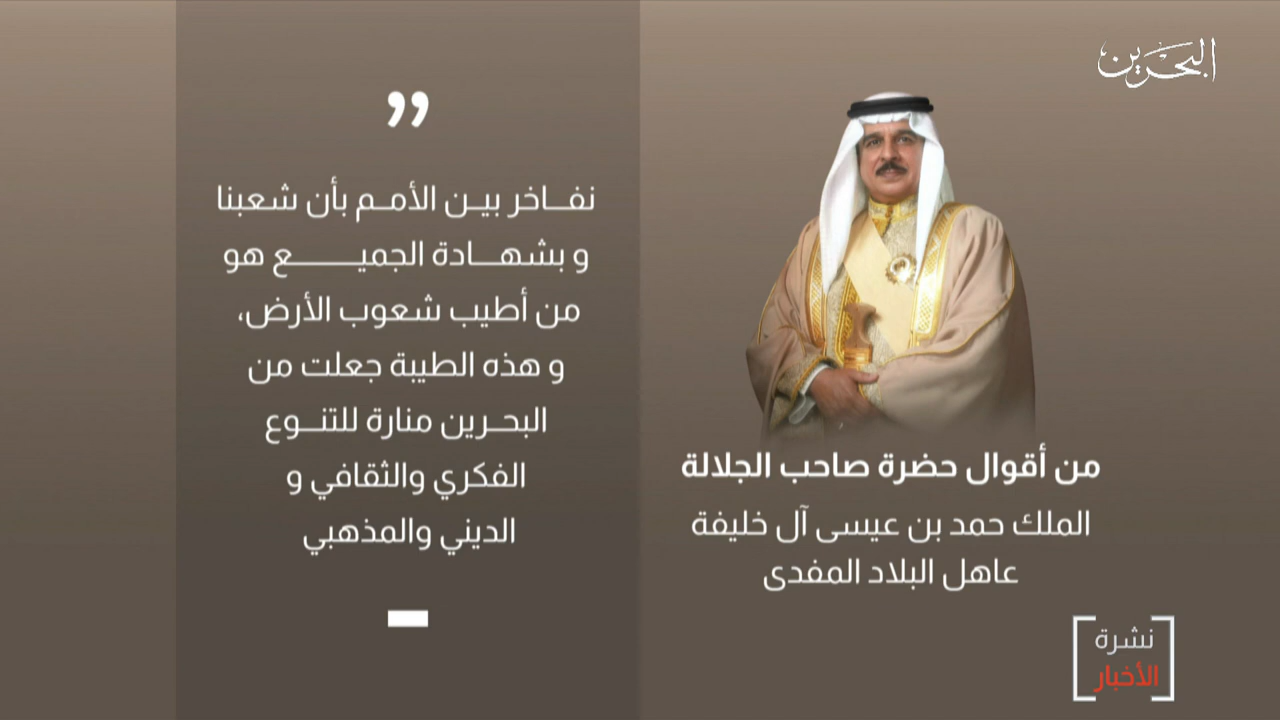 البحرين
”
نفاخر بين الأمم بأن شعبنا
و بشهادة الجميع هو
من أطيب شعوب الأرض،
و هذه الطيبة جعلت من
البحرين منارة للتنوع
الفكري والثقافي و
الديني والمذهبي
من أقوال حضرة صاحب الجلالة
الملك حمد بن عيسى آل خليفة
عاهل البلاد المفدى
نشرة
الأخبار